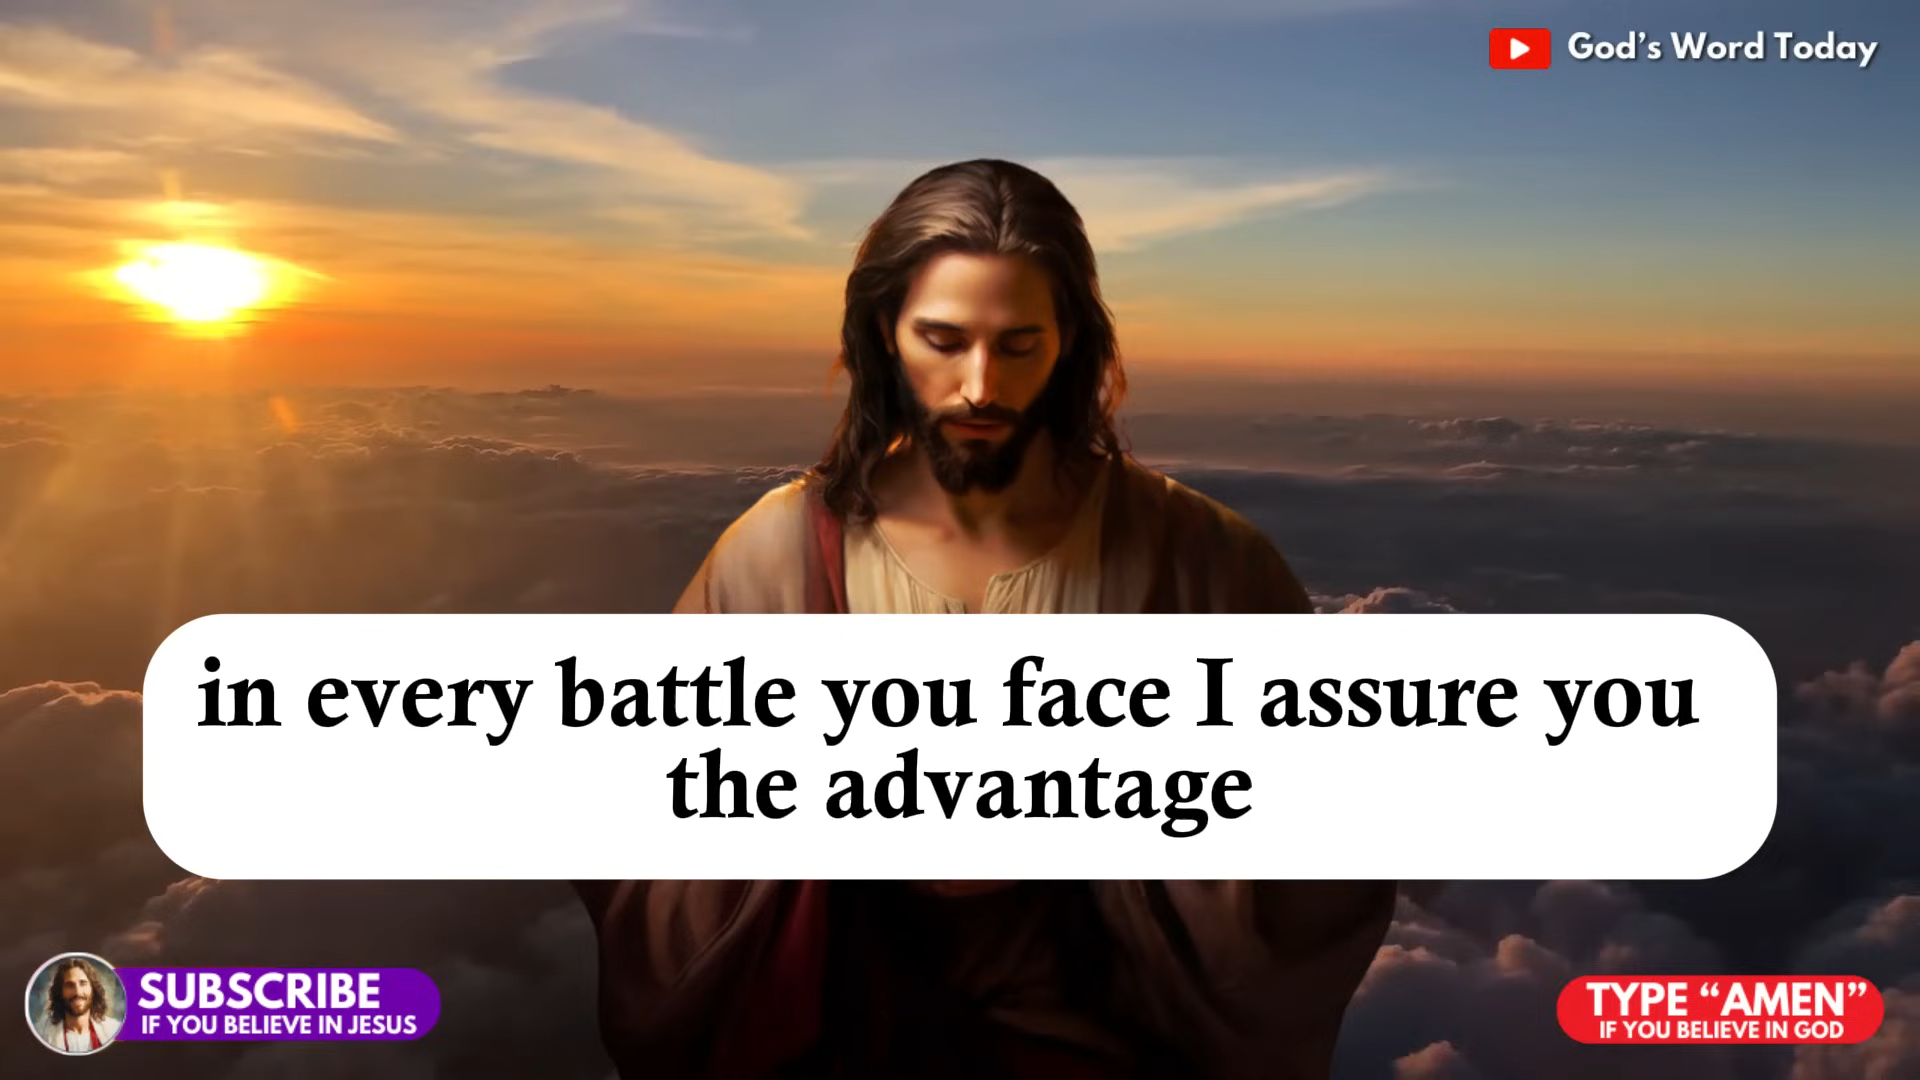 God's Word Today
in every battle you face I assure you
the advantage
SUBSCRIBE
IF YOU BELIEVE IN JESUS
TYPE “AMEN”
IF YOU BELIEVE IN GOD